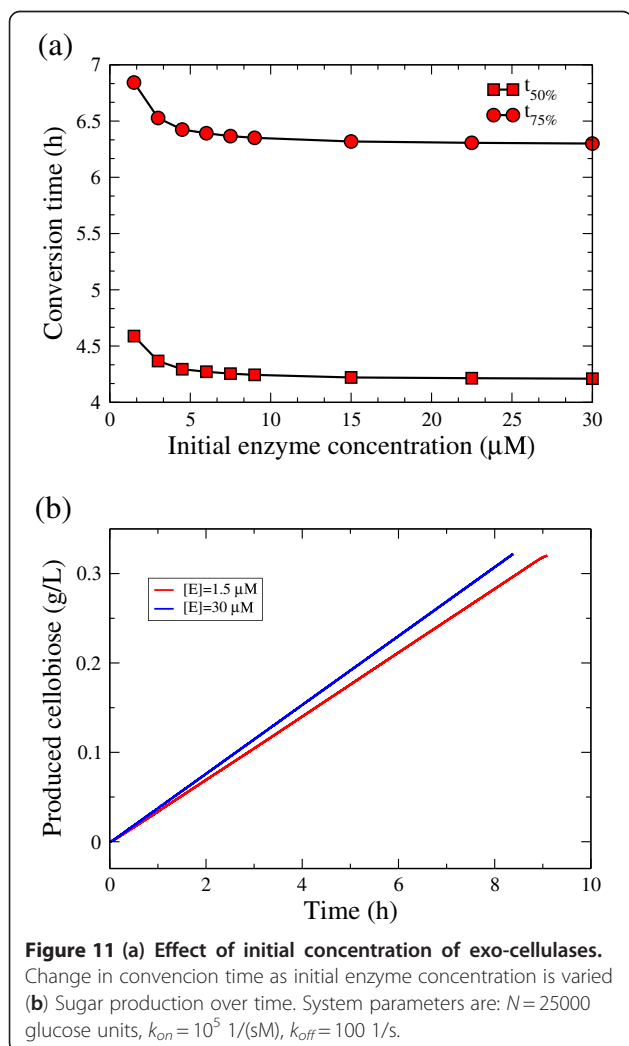 (a)
7
6.5
6
5.5
5
4.5
4
Conversion time (h)
t50%
t75%
0 5 10 15 20 25 30
Initial enzyme concentration (μM)
(b)
0.3
0.2
0.1
0
Produced cellobiose (g/L)
[E]=1.5 μM
[E]=30 μM
0 2 4 6 8 10
Time (h)
Figure 11 (a) Effect of initial concentration of exo-cellulases.
Change in convencion time as initial enzyme concentration is varied
(b) Sugar production over time. System parameters are: N = 25000
glucose units, kon = 10⁵ 1/(sM), koff = 100 1/s.